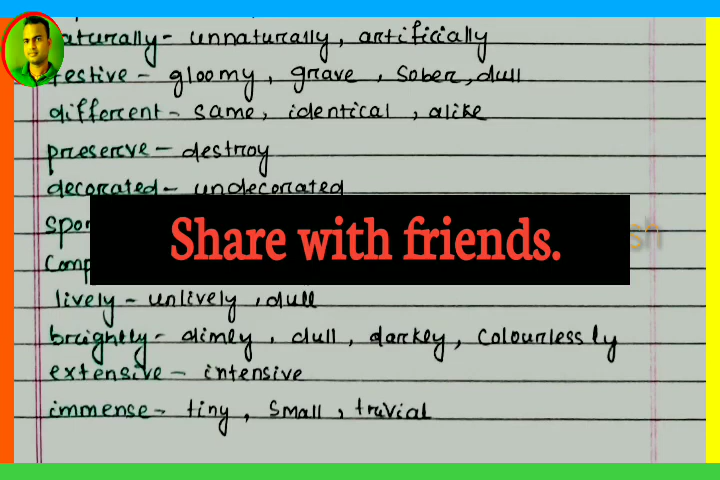 naturally - unnaturally, artificially
festive - gloomy, grave, sober, dull
different - same, identical, alike
preserve - destroy
decorated - undecorated
Share with friends.
lively - unlively, dull
brightly - dimly, dull, darkey, colourlessly
extensive - intensive
immense - tiny, small, trivial